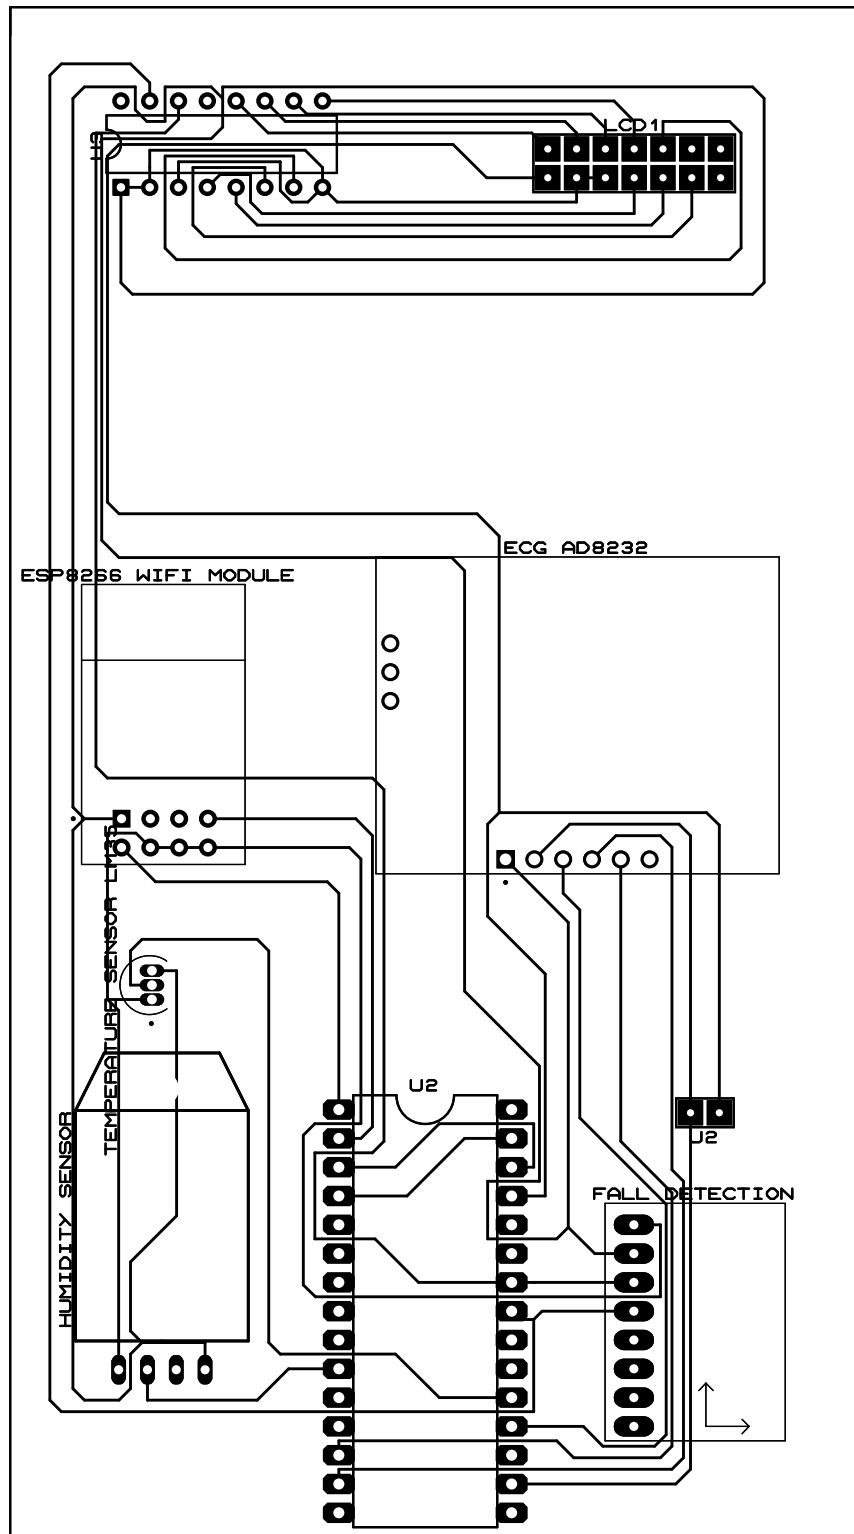 LCD1
U3
ECG AD8232
ESP8266 WIFI MODULE
TEMPERATURE SENSOR LM35
U2
U2
HUMIDITY SENSOR
FALL DETECTION